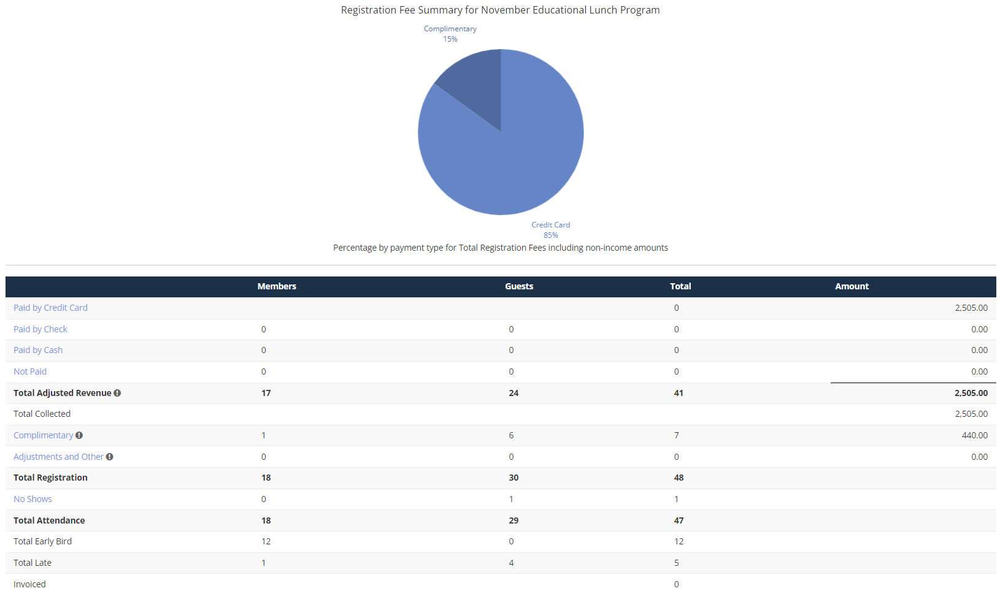 Registration Fee Summary for November Educational Lunch Program
Complimentary
15%
Credit Card
85%
Percentage by payment type for Total Registration Fees including non-income amounts
Members Guests Total Amount
Paid by Credit Card 0 2,505.00
Paid by Check 0 0 0 0.00
Paid by Cash 0 0 0 0.00
Not Paid 0 0 0 0.00
Total Adjusted Revenue 17 24 41 2,505.00
Total Collected 2,505.00
Complimentary 1 6 7 440.00
Adjustments and Other 0 0 0 0.00
Total Registration 18 30 48
No Shows 0 1 1
Total Attendance 18 29 47
Total Early Bird 12 0 12
Total Late 1 4 5
Invoiced 0